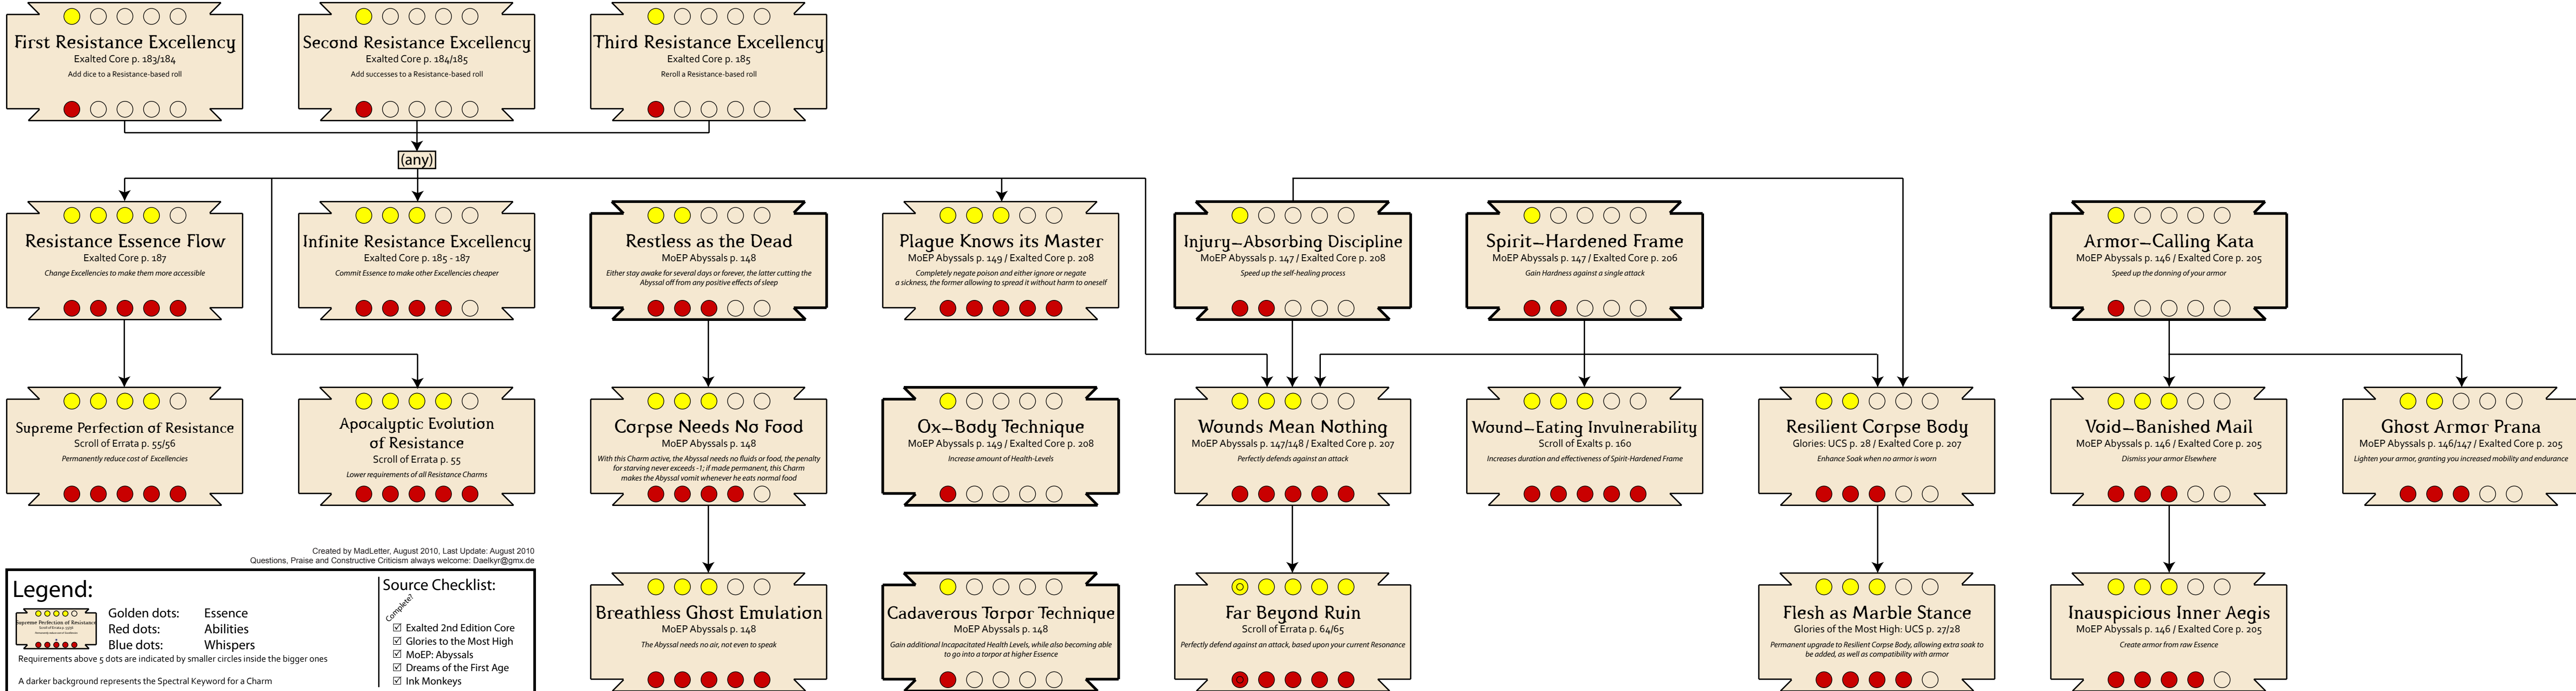 First Resistance Excellency
Exalted Core p. 183/184
Add dice to a Resistance-based roll
Second Resistance Excellency
Exalted Core p. 184/185
Add successes to a Resistance-based roll
Third Resistance Excellency
Exalted Core p. 185
Reroll a Resistance-based roll
(any)
Resistance Essence Flow
Exalted Core p. 187
Change Excellencies to make them more accessible
Infinite Resistance Excellency
Exalted Core p. 185 - 187
Commit Essence to make other Excellencies cheaper
Restless as the Dead
MoEP Abyssals p. 148
Either stay awake for several days or forever, the latter cutting the
Abyssal off from any positive effects of sleep
Plague Knows its Master
MoEP Abyssals p. 149 / Exalted Core p. 208
Completely negate poison and either ignore or negate
a sickness, the former allowing to spread it without harm to oneself
Injury-Absorbing Discipline
MoEP Abyssals p. 147 / Exalted Core p. 208
Speed up the self-healing process
Spirit-Hardened Frame
MoEP Abyssals p. 147 / Exalted Core p. 206
Gain Hardness against a single attack
Armor-Calling Kata
MoEP Abyssals p. 146 / Exalted Core p. 205
Speed up the donning of your armor
Supreme Perfection of Resistance
Scroll of Errata p. 55/56
Permanently reduce cost of Excellencies
Apocalyptic Evolution
of Resistance
Scroll of Errata p. 55
Lower requirements of all Resistance Charms
Corpse Needs No Food
MoEP Abyssals p. 148
With this Charm active, the Abyssal needs no fluids or food, the penalty
for starving never exceeds -1; if made permanent, this Charm
makes the Abyssal vomit whenever he eats normal food
Ox-Body Technique
MoEP Abyssals p. 149 / Exalted Core p. 208
Increase amount of Health-Levels
Wounds Mean Nothing
MoEP Abyssals p. 147/148 / Exalted Core p. 207
Perfectly defends against an attack
Wound-Eating Invulnerability
Scroll of Exalts p. 160
Increases duration and effectiveness of Spirit-Hardened Frame
Resilient Corpse Body
Glories: UCS p. 28 / Exalted Core p. 207
Enhance Soak when no armor is worn
Void-Banished Mail
MoEP Abyssals p. 146 / Exalted Core p. 205
Dismiss your armor Elsewhere
Ghost Armor Prana
MoEP Abyssals p. 146/147 / Exalted Core p. 205
Lighten your armor, granting you increased mobility and endurance
Created by MadLetter, August 2010, Last Update: August 2010
Questions, Praise and Constructive Criticism always welcome: Daelkyr@gmx.de
Legend:
Supreme Perfection of Resistance
Scroll of Errata p. 55/56
Permanently reduce cost of Excellencies
Golden dots: Essence
Red dots: Abilities
Blue dots: Whispers
Requirements above 5 dots are indicated by smaller circles inside the bigger ones
A darker background represents the Spectral Keyword for a Charm
Source Checklist:
Complete?
Exalted 2nd Edition Core
Glories to the Most High
MoEP: Abyssals
Dreams of the First Age
Ink Monkeys
Breathless Ghost Emulation
MoEP Abyssals p. 148
The Abyssal needs no air, not even to speak
Cadaverous Torpor Technique
MoEP Abyssals p. 148
Gain additional Incapacitated Health Levels, while also becoming able
to go into a torpor at higher Essence
Far Beyond Ruin
Scroll of Errata p. 64/65
Perfectly defend against an attack, based upon your current Resonance
Flesh as Marble Stance
Glories of the Most High: UCS p. 27/28
Permanent upgrade to Resilient Corpse Body, allowing extra soak to
be added, as well as compatibility with armor
Inauspicious Inner Aegis
MoEP Abyssals p. 146 / Exalted Core p. 205
Create armor from raw Essence